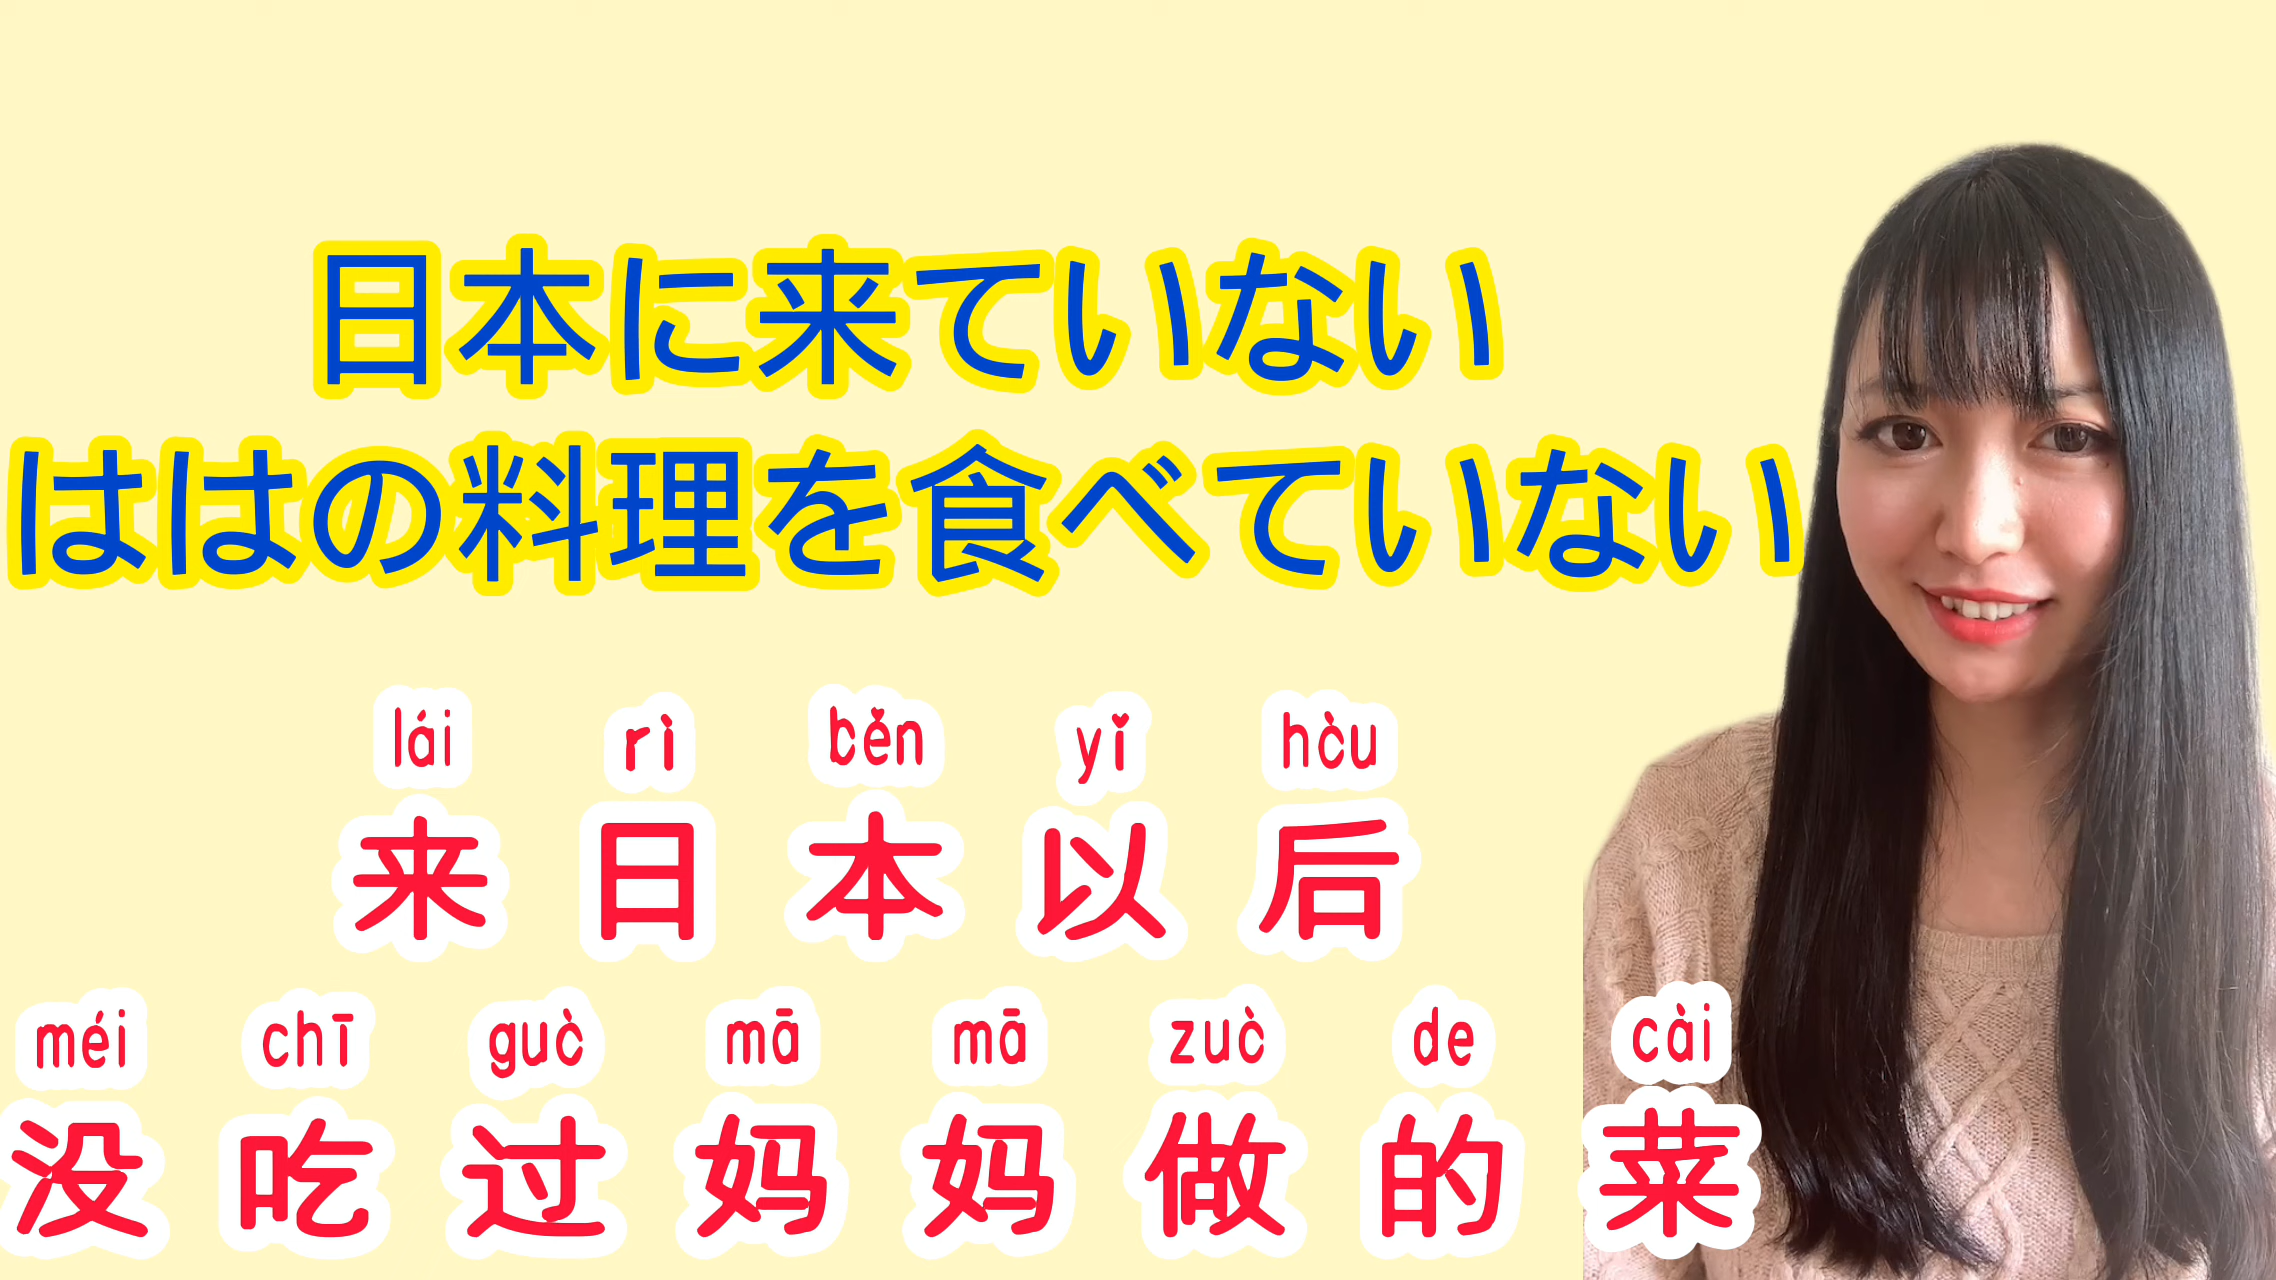 日本に来ていない
ははの料理を食べていない
lái rì běn yǐ hòu
来日本以后
méi chī guò mā mā zuò de cài
没吃过妈妈做的菜